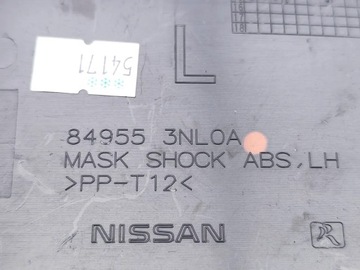 54171
L
84955 3NL0A
MASK SHOCK ABS, LH
>PP-T12<
NISSAN
R